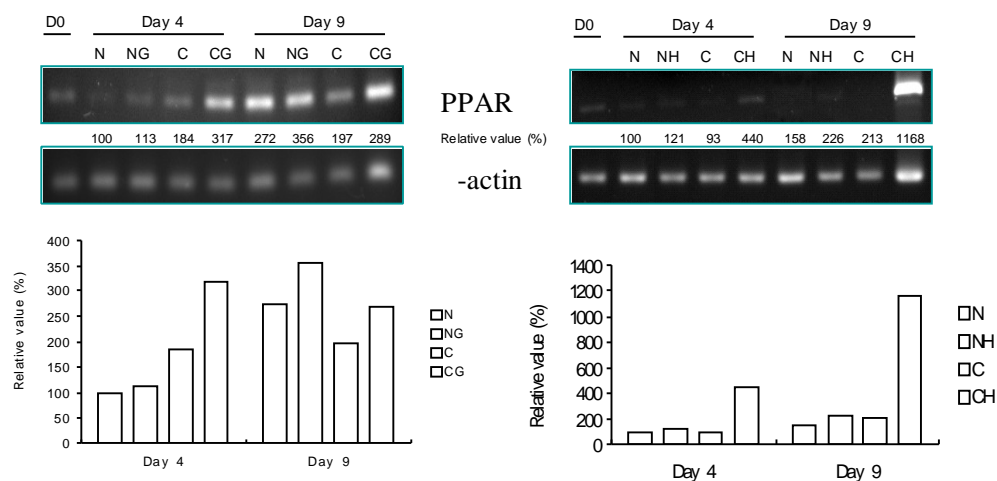 D0 Day 4 Day 9
N NG C CG N NG C CG
100 113 184 317 272 356 197 289
D0 Day 4 Day 9
N NH C CH N NH C CH
100 121 93 440 158 226 213 1168
PPAR
Relative value (%)
-actin
Relative value (%)
400
350
300
250
200
150
100
50
0
Day 4 Day 9
N
NG
C
CG
Relative value (%)
1400
1200
1000
800
600
400
200
0
Day 4 Day 9
N
NH
C
CH